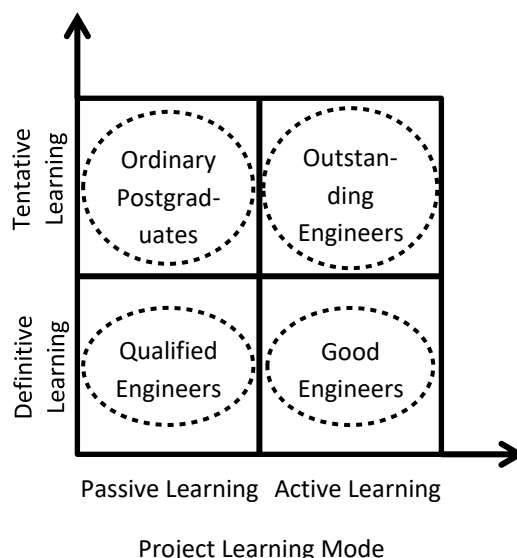 Tentative
Learning
Ordinary
Postgrad-
uates
Outstan-
ding
Engineers
Definitive
Learning
Qualified
Engineers
Good
Engineers
Passive Learning
Active Learning
Project Learning Mode